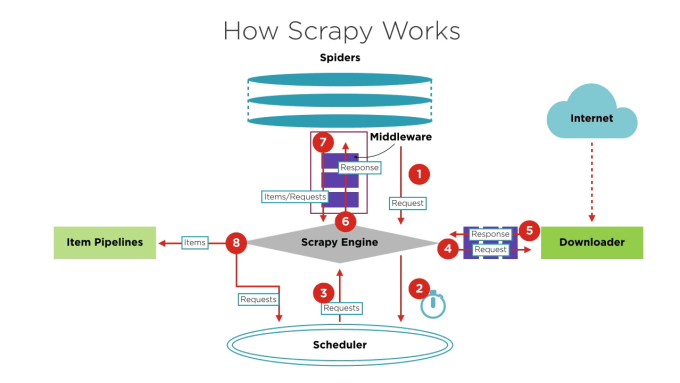 How Scrapy Works
Spiders
Internet
7
Middleware
Response
1
Items/Requests
Request
6
Item Pipelines
Items
8
Scrapy Engine
4
Response
Request
5
Downloader
Requests
3
Requests
2
Scheduler